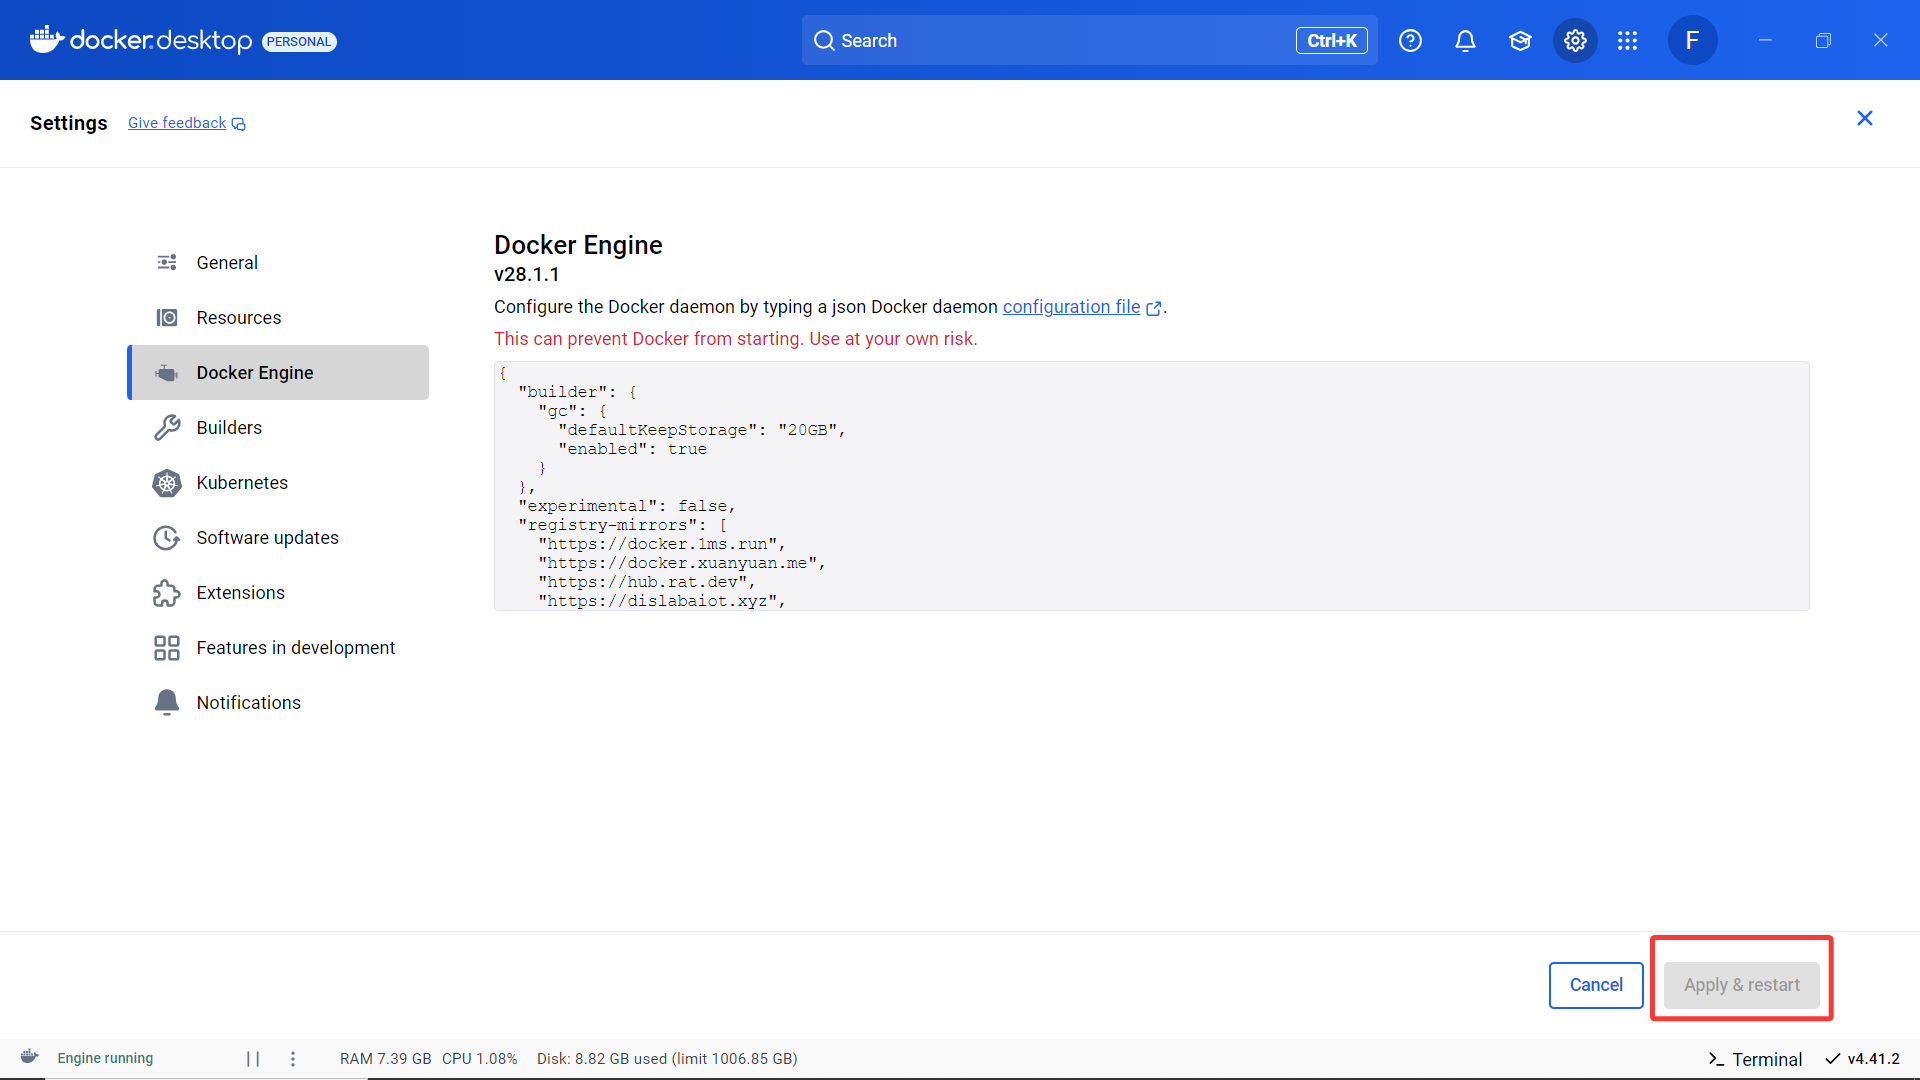 docker.desktop PERSONAL
Search
Ctrl+K
F
Settings
Give feedback
General
Resources
Docker Engine
Builders
Kubernetes
Software updates
Extensions
Features in development
Notifications
Docker Engine
v28.1.1
Configure the Docker daemon by typing a json Docker daemon configuration file.
This can prevent Docker from starting. Use at your own risk.
{
  "builder": {
    "gc": {
      "defaultKeepStorage": "20GB",
      "enabled": true
    }
  },
  "experimental": false,
  "registry-mirrors": [
    "https://docker.1ms.run",
    "https://docker.xuanyuan.me",
    "https://hub.rat.dev",
    "https://dislabaiot.xyz",
Cancel
Apply & restart
Engine running
RAM 7.39 GB CPU 1.08% Disk: 8.82 GB used (limit 1006.85 GB)
Terminal
v4.41.2